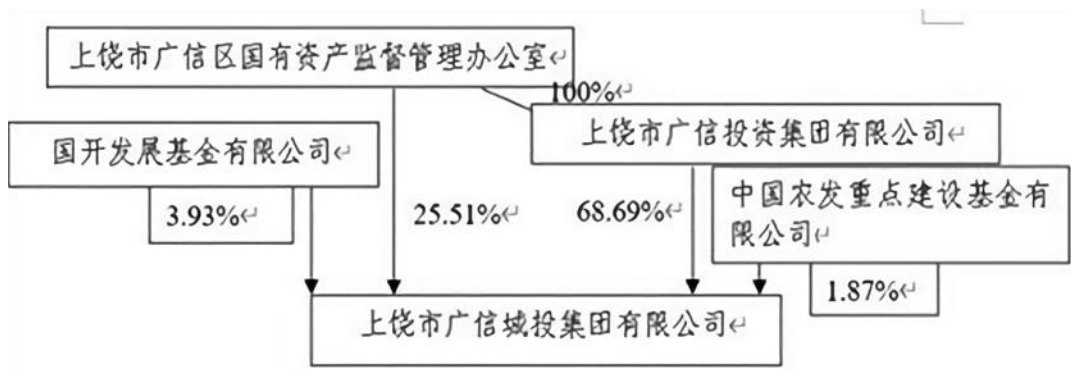 上饶市广信区国有资产监督管理办公室
100%
上饶市广信投资集团有限公司
国开发展基金有限公司
中国农发重点建设基金有
限公司
3.93%
25.51%
68.69%
1.87%
上饶市广信城投集团有限公司